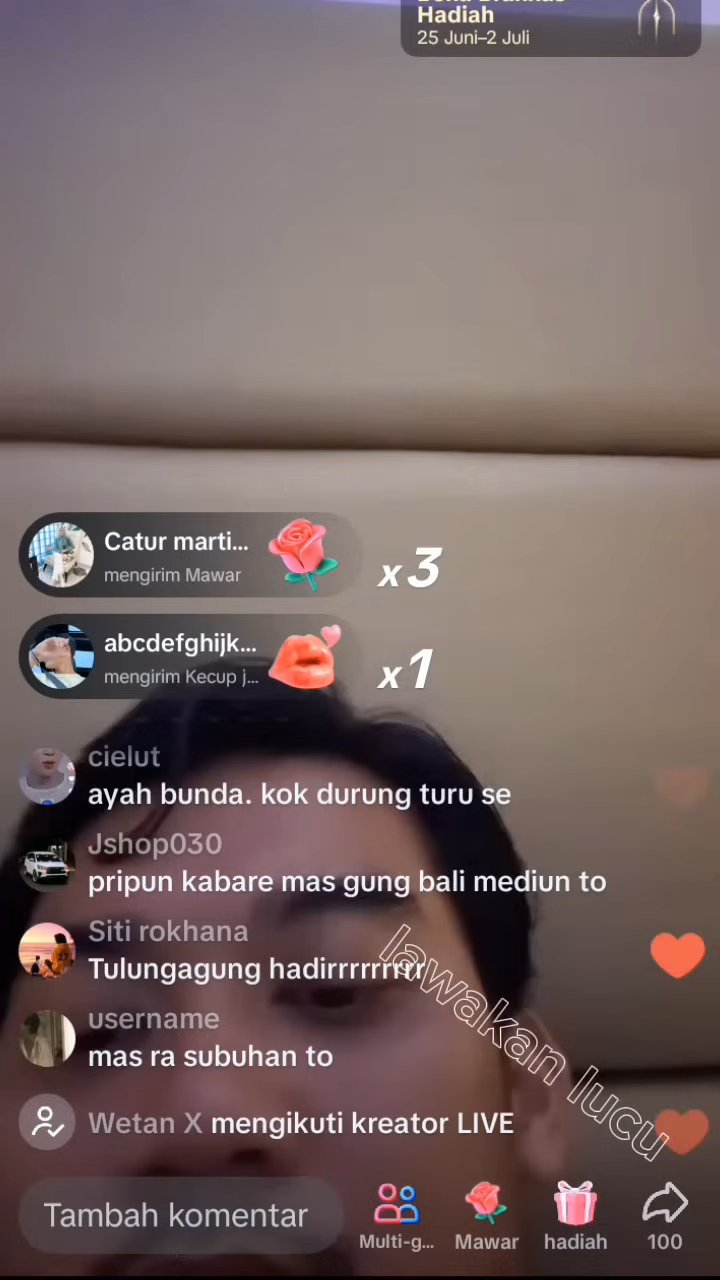 Hadiah
25 Juni–2 Juli
Catur marti...
mengirim Mawar
x3
abcdefghijk...
mengirim Kecup j...
x1
cielut
ayah bunda. kok durung turu se
Jshop030
pripun kabare mas gung bali mediun to
Siti rokhana
Tulungagung hadirrrrrrrrr
username
mas ra subuhan to
Wetan X mengikuti kreator LIVE
lawakan lucu
Tambah komentar
Multi-g...
Mawar
hadiah
100